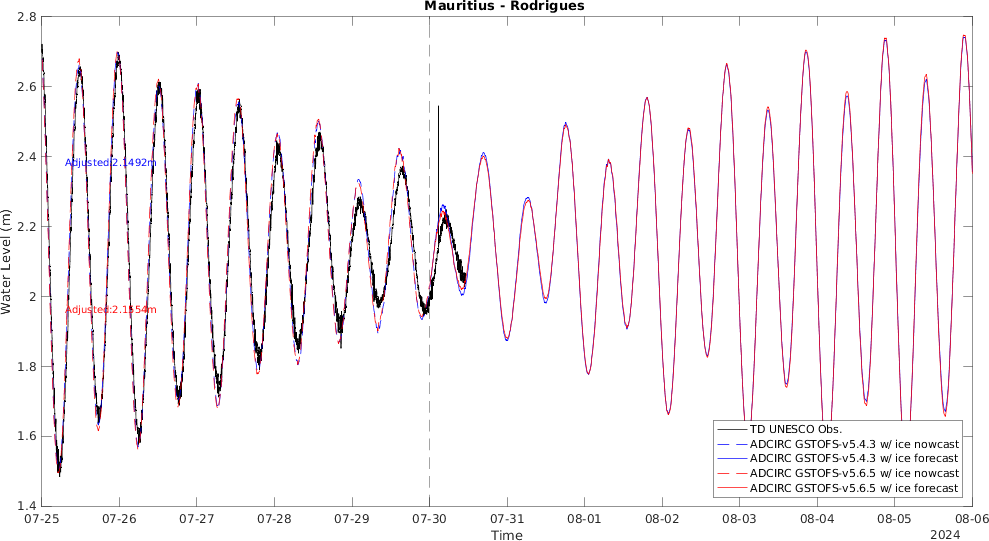 Mauritius - Rodrigues
2.8
2.6
2.4
2.2
2
1.8
1.6
1.4
Water Level (m)
Adjusted:2.1492m
Adjusted:2.1554m
TD UNESCO Obs.
ADCIRC GSTOFS-v5.4.3 w/ ice nowcast
ADCIRC GSTOFS-v5.4.3 w/ ice forecast
ADCIRC GSTOFS-v5.6.5 w/ ice nowcast
ADCIRC GSTOFS-v5.6.5 w/ ice forecast
07-25 07-26 07-27 07-28 07-29 07-30 07-31 08-01 08-02 08-03 08-04 08-05 08-06
Time
2024